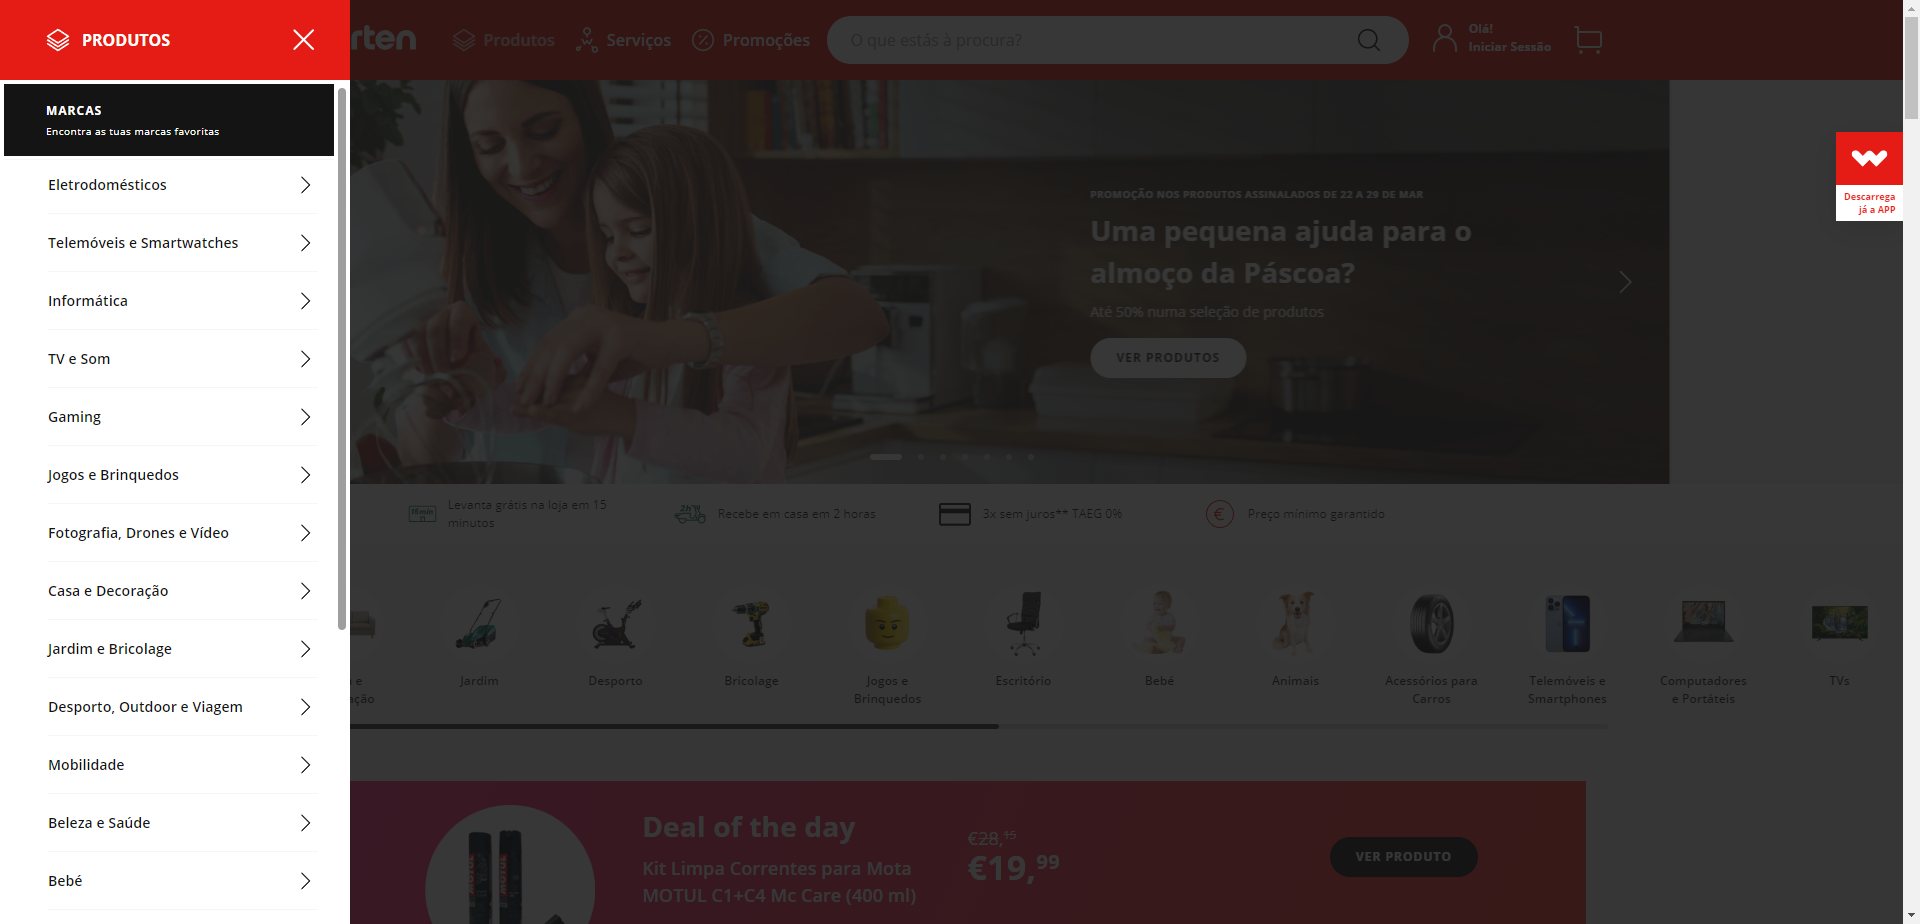 PRODUTOS
MARCAS
Encontra as tuas marcas favoritas
Eletrodomésticos
Telemóveis e Smartwatches
Informática
TV e Som
Gaming
Jogos e Brinquedos
Fotografia, Drones e Vídeo
Casa e Decoração
Jardim e Bricolage
Desporto, Outdoor e Viagem
Mobilidade
Beleza e Saúde
Bebé
rten
Produtos
Serviços
Promoções
O que estás à procura?
Olá!
Iniciar Sessão
Descarrega
já a APP
PROMOÇÃO NOS PRODUTOS ASSINALADOS DE 22 A 29 DE MAR
Uma pequena ajuda para o
almoço da Páscoa?
Até 50% numa seleção de produtos
VER PRODUTOS
Levanta grátis na loja em 15
minutos
Recebe em casa em 2 horas
3x sem juros** TAEG 0%
Preço mínimo garantido
e
ação
Jardim
Desporto
Bricolage
Jogos e
Brinquedos
Escritório
Bebé
Animais
Acessórios para
Carros
Telemóveis e
Smartphones
Computadores
e Portáteis
TVs
Deal of the day
Kit Limpa Correntes para Mota
MOTUL C1+C4 Mc Care (400 ml)
€28,15
€19,99
VER PRODUTO